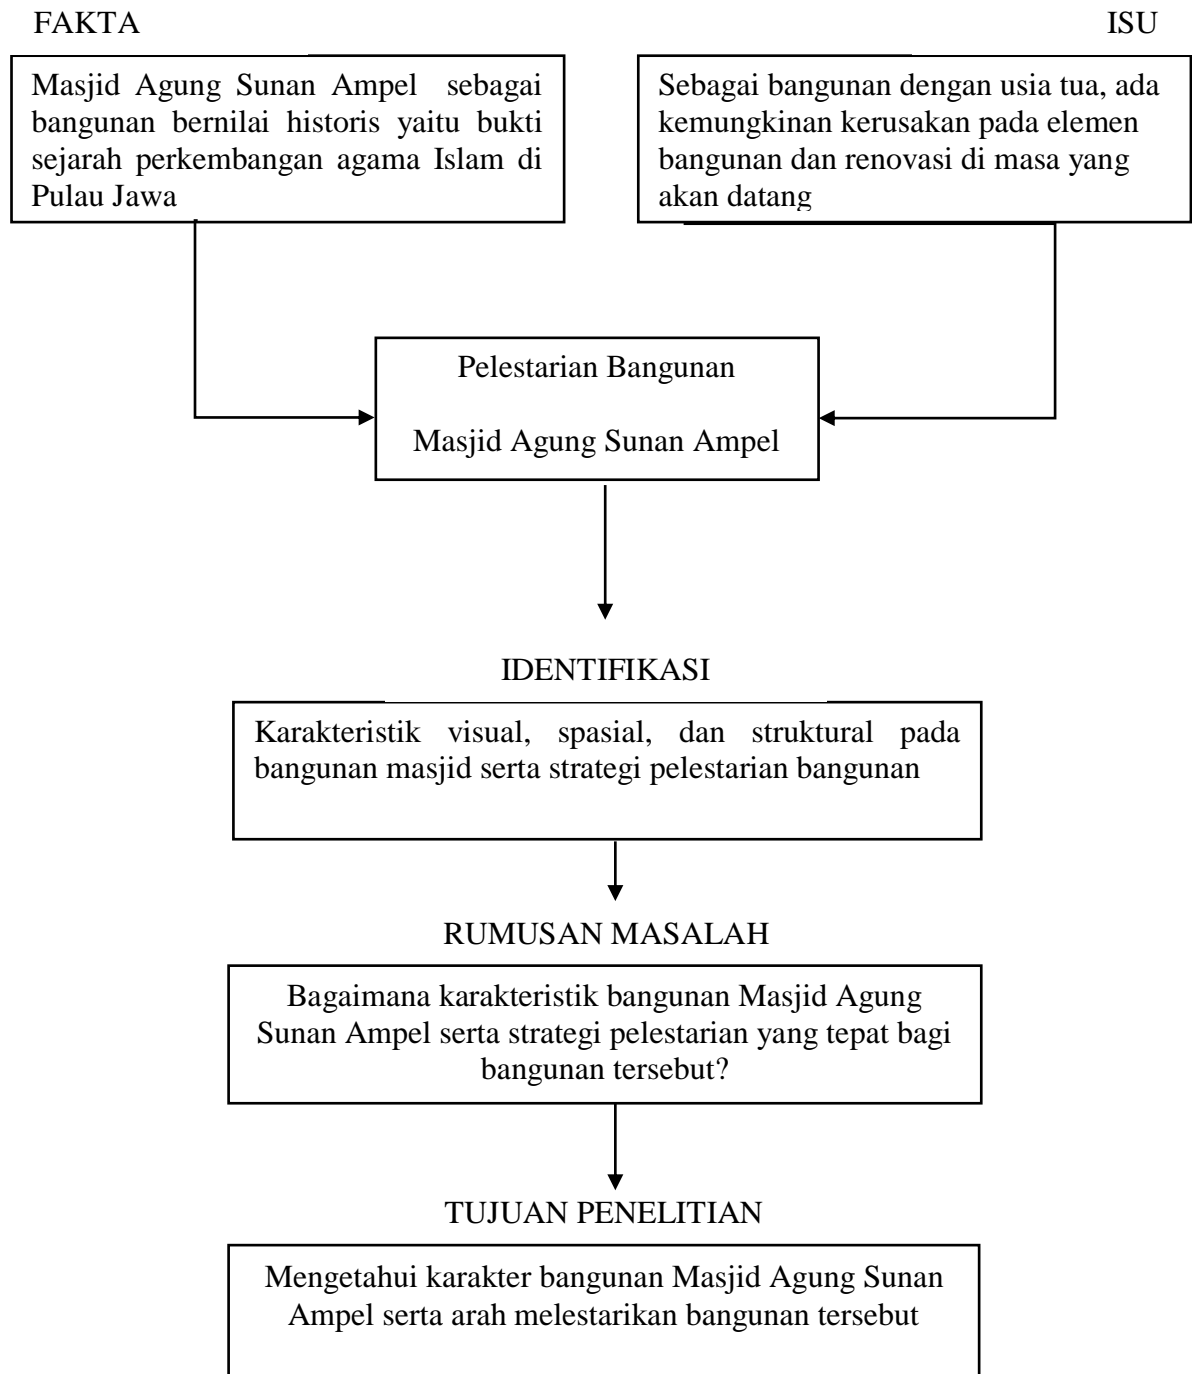 FAKTA
ISU
Masjid Agung Sunan Ampel sebagai
bangunan bernilai historis yaitu bukti
sejarah perkembangan agama Islam di
Pulau Jawa
Sebagai bangunan dengan usia tua, ada
kemungkinan kerusakan pada elemen
bangunan dan renovasi di masa yang
akan datang
Pelestarian Bangunan
Masjid Agung Sunan Ampel
IDENTIFIKASI
Karakteristik visual, spasial, dan struktural pada
bangunan masjid serta strategi pelestarian bangunan
RUMUSAN MASALAH
Bagaimana karakteristik bangunan Masjid Agung
Sunan Ampel serta strategi pelestarian yang tepat bagi
bangunan tersebut?
TUJUAN PENELITIAN
Mengetahui karakter bangunan Masjid Agung Sunan
Ampel serta arah melestarikan bangunan tersebut